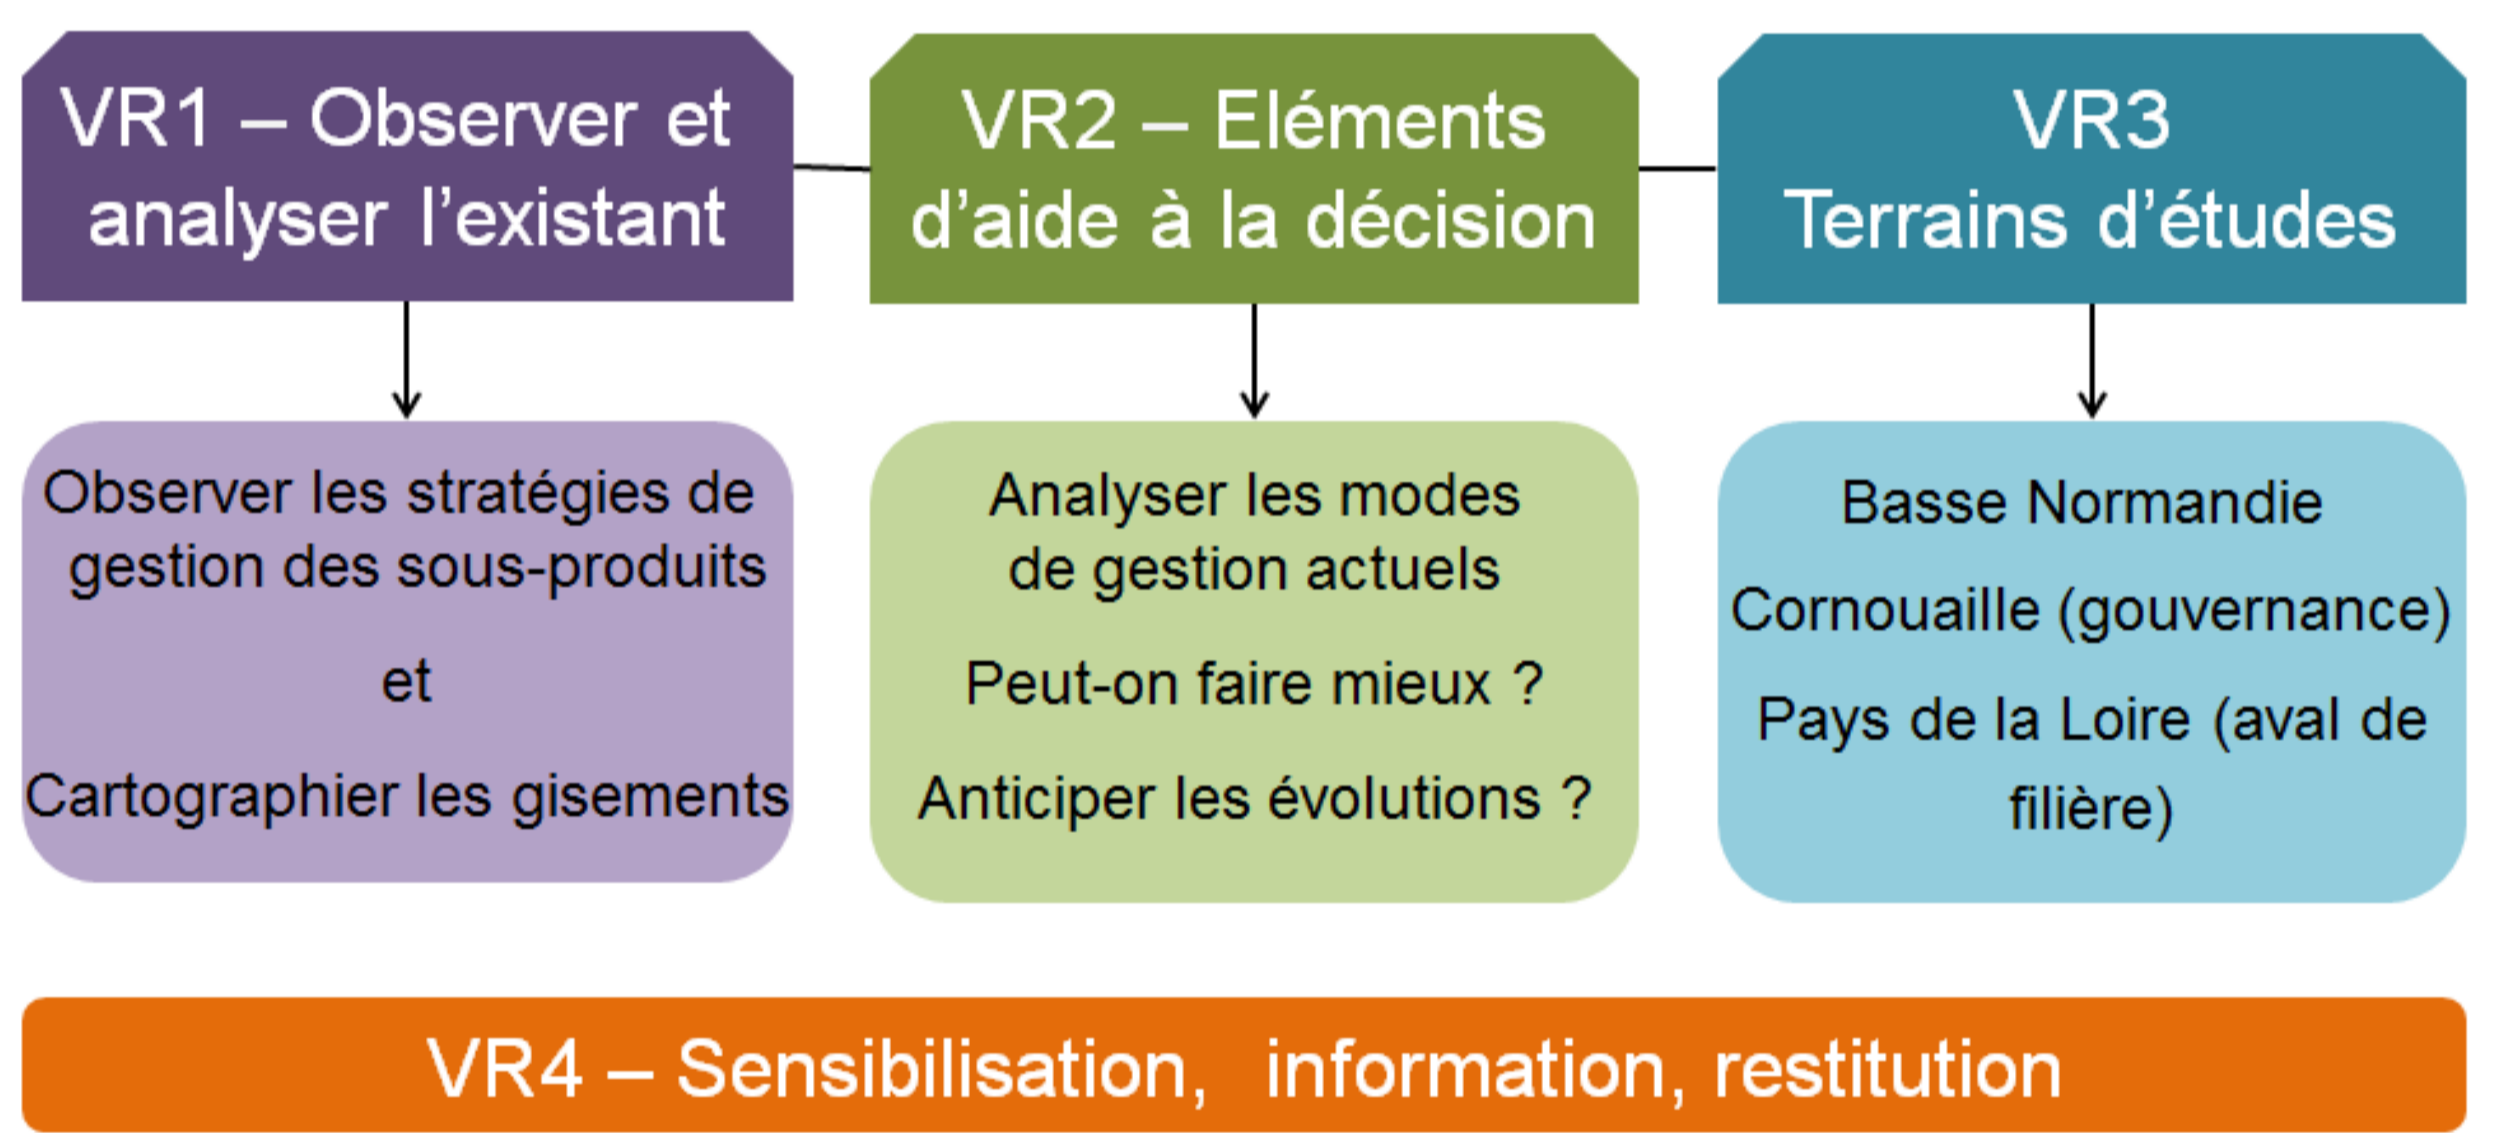 VR1 – Observer et
analyser l’existant
VR2 – Eléments
d’aide à la décision
VR3
Terrains d’études
Observer les stratégies de
gestion des sous-produits
et
Cartographier les gisements
Analyser les modes
de gestion actuels
Peut-on faire mieux ?
Anticiper les évolutions ?
Basse Normandie
Cornouaille (gouvernance)
Pays de la Loire (aval de
filière)
VR4 – Sensibilisation, information, restitution